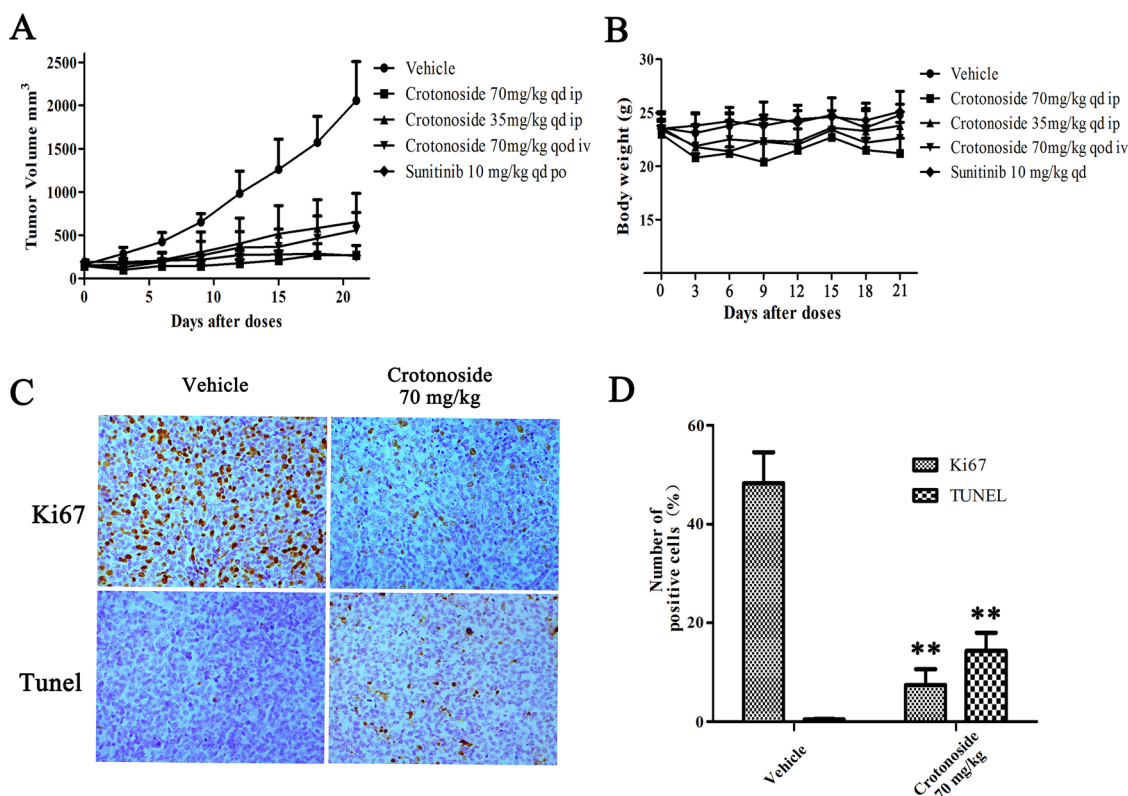 A
Tumor Volume mm³
2500
2000
1500
1000
500
0
0
5
10
15
20
Days after doses
Vehicle
Crotonoside 70mg/kg qd ip
Crotonoside 35mg/kg qd ip
Crotonoside 70mg/kg qod iv
Sunitinib 10 mg/kg qd po
B
Body weight (g)
30
25
20
15
0
3
6
9
12
15
18
21
Days after doses
Vehicle
Crotonoside 70mg/kg qd ip
Crotonoside 35mg/kg qd ip
Crotonoside 70mg/kg qod iv
Sunitinib 10 mg/kg qd
C
Vehicle
Crotonoside
70 mg/kg
Ki67
Tunel
D
Number of
positive cells (%)
60
40
20
0
Ki67
TUNEL
**
**
Vehicle
Crotonoside
70 mg/kg